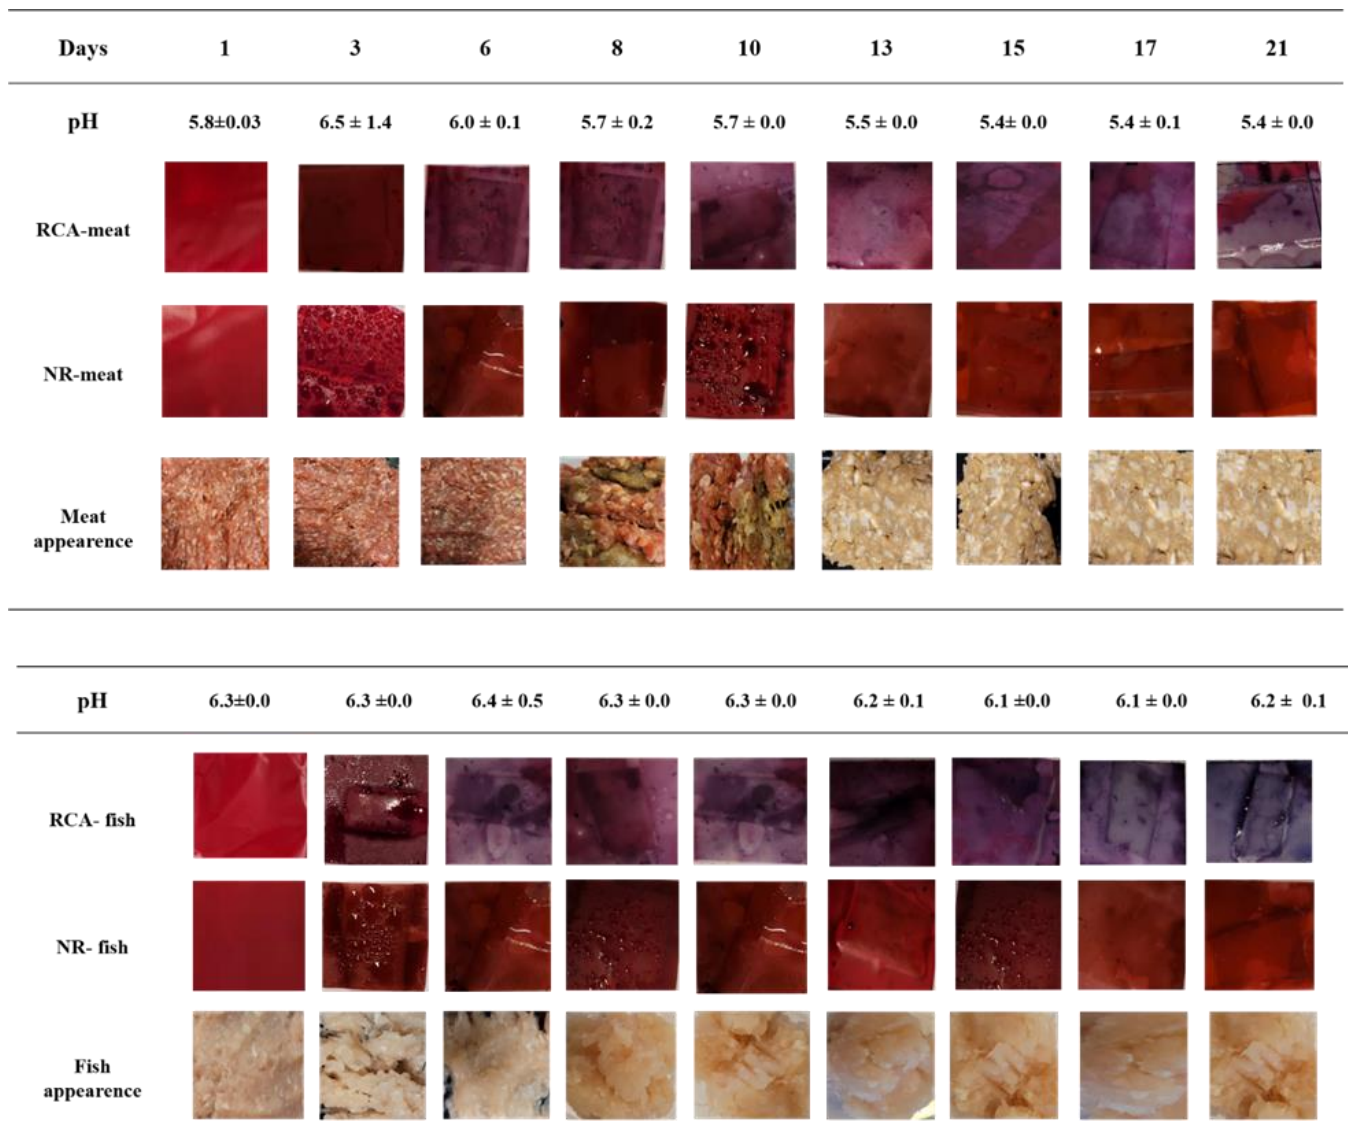 Days 1 3 6 8 10 13 15 17 21
pH 5.8±0.03 6.5 ± 1.4 6.0 ± 0.1 5.7 ± 0.2 5.7 ± 0.0 5.5 ± 0.0 5.4± 0.0 5.4 ± 0.1 5.4 ± 0.0
RCA-meat
NR-meat
Meat
appearence
pH 6.3±0.0 6.3 ±0.0 6.4 ± 0.5 6.3 ± 0.0 6.3 ± 0.0 6.2 ± 0.1 6.1 ±0.0 6.1 ± 0.0 6.2 ± 0.1
RCA- fish
NR- fish
Fish
appearence